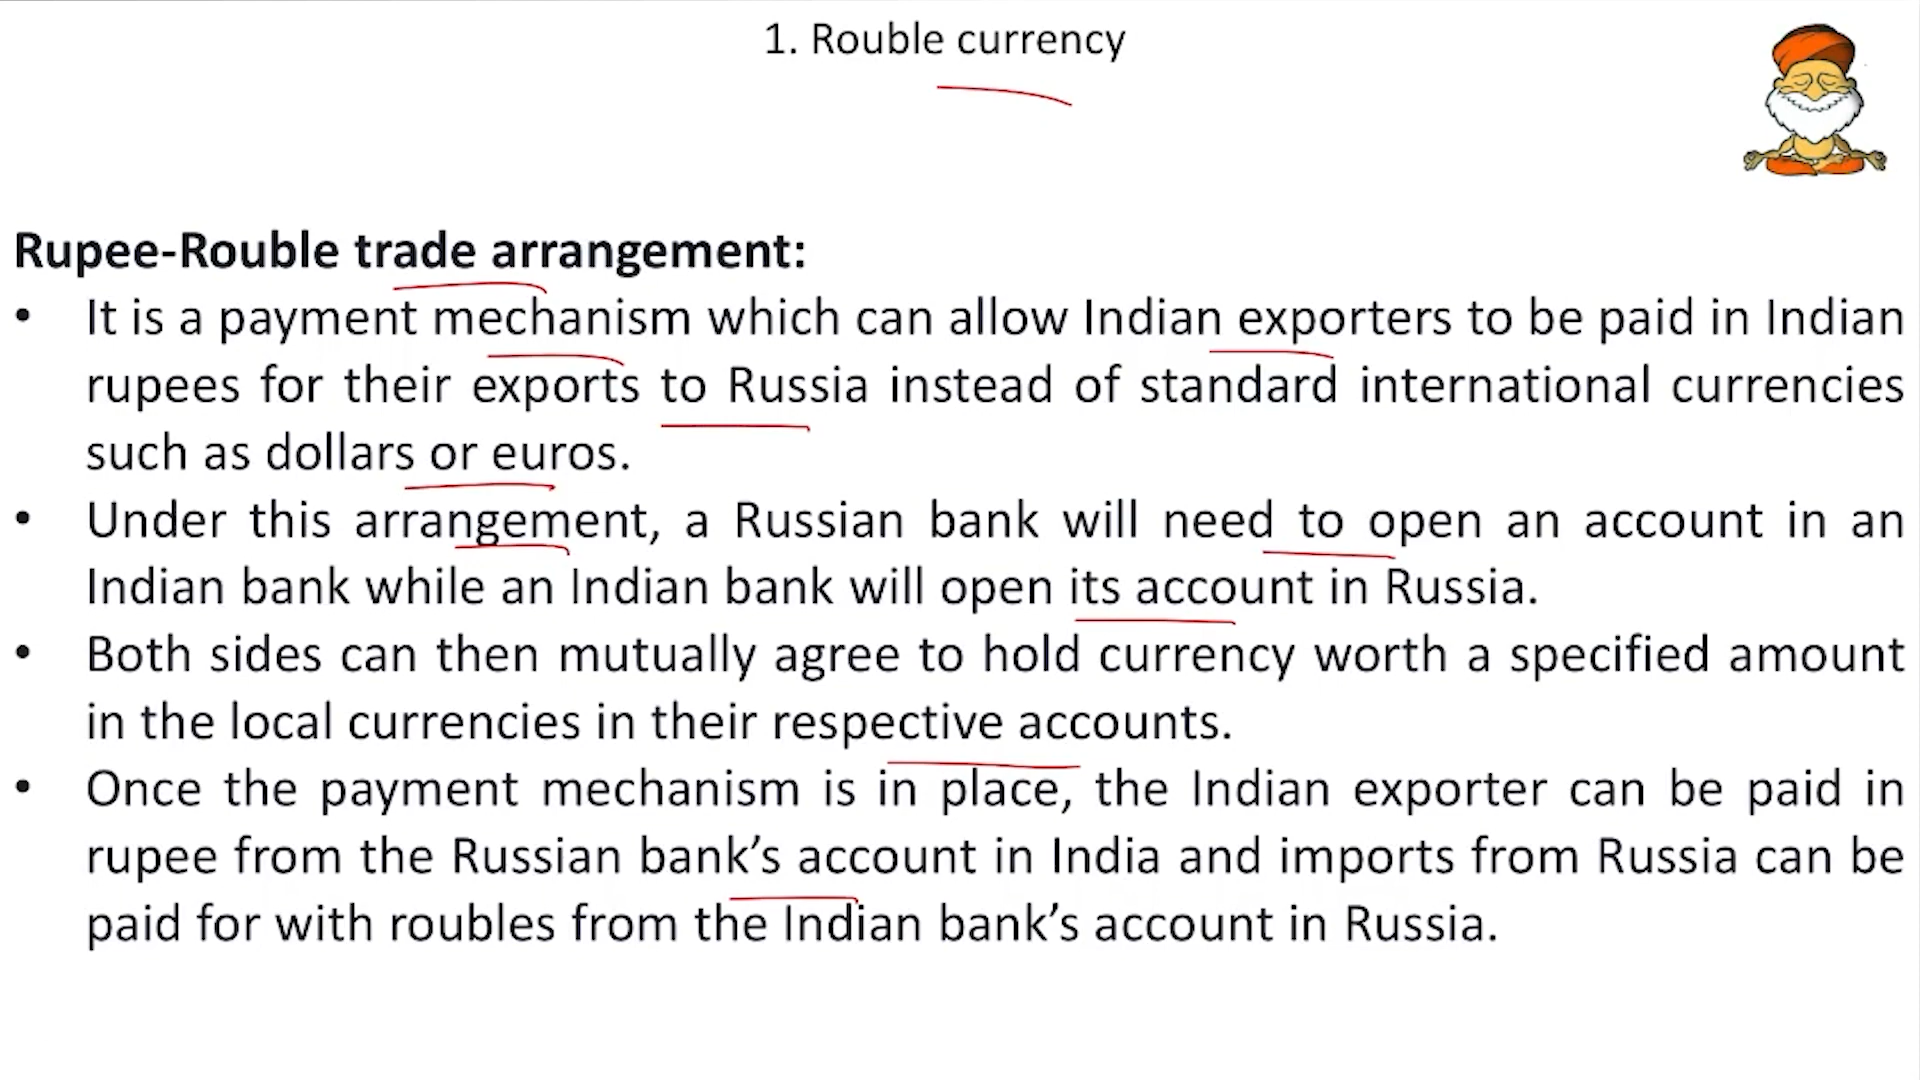 1. Rouble currency
Rupee-Rouble trade arrangement:
• It is a payment mechanism which can allow Indian exporters to be paid in Indian
rupees for their exports to Russia instead of standard international currencies
such as dollars or euros.
• Under this arrangement, a Russian bank will need to open an account in an
Indian bank while an Indian bank will open its account in Russia.
• Both sides can then mutually agree to hold currency worth a specified amount
in the local currencies in their respective accounts.
• Once the payment mechanism is in place, the Indian exporter can be paid in
rupee from the Russian bank’s account in India and imports from Russia can be
paid for with roubles from the Indian bank’s account in Russia.